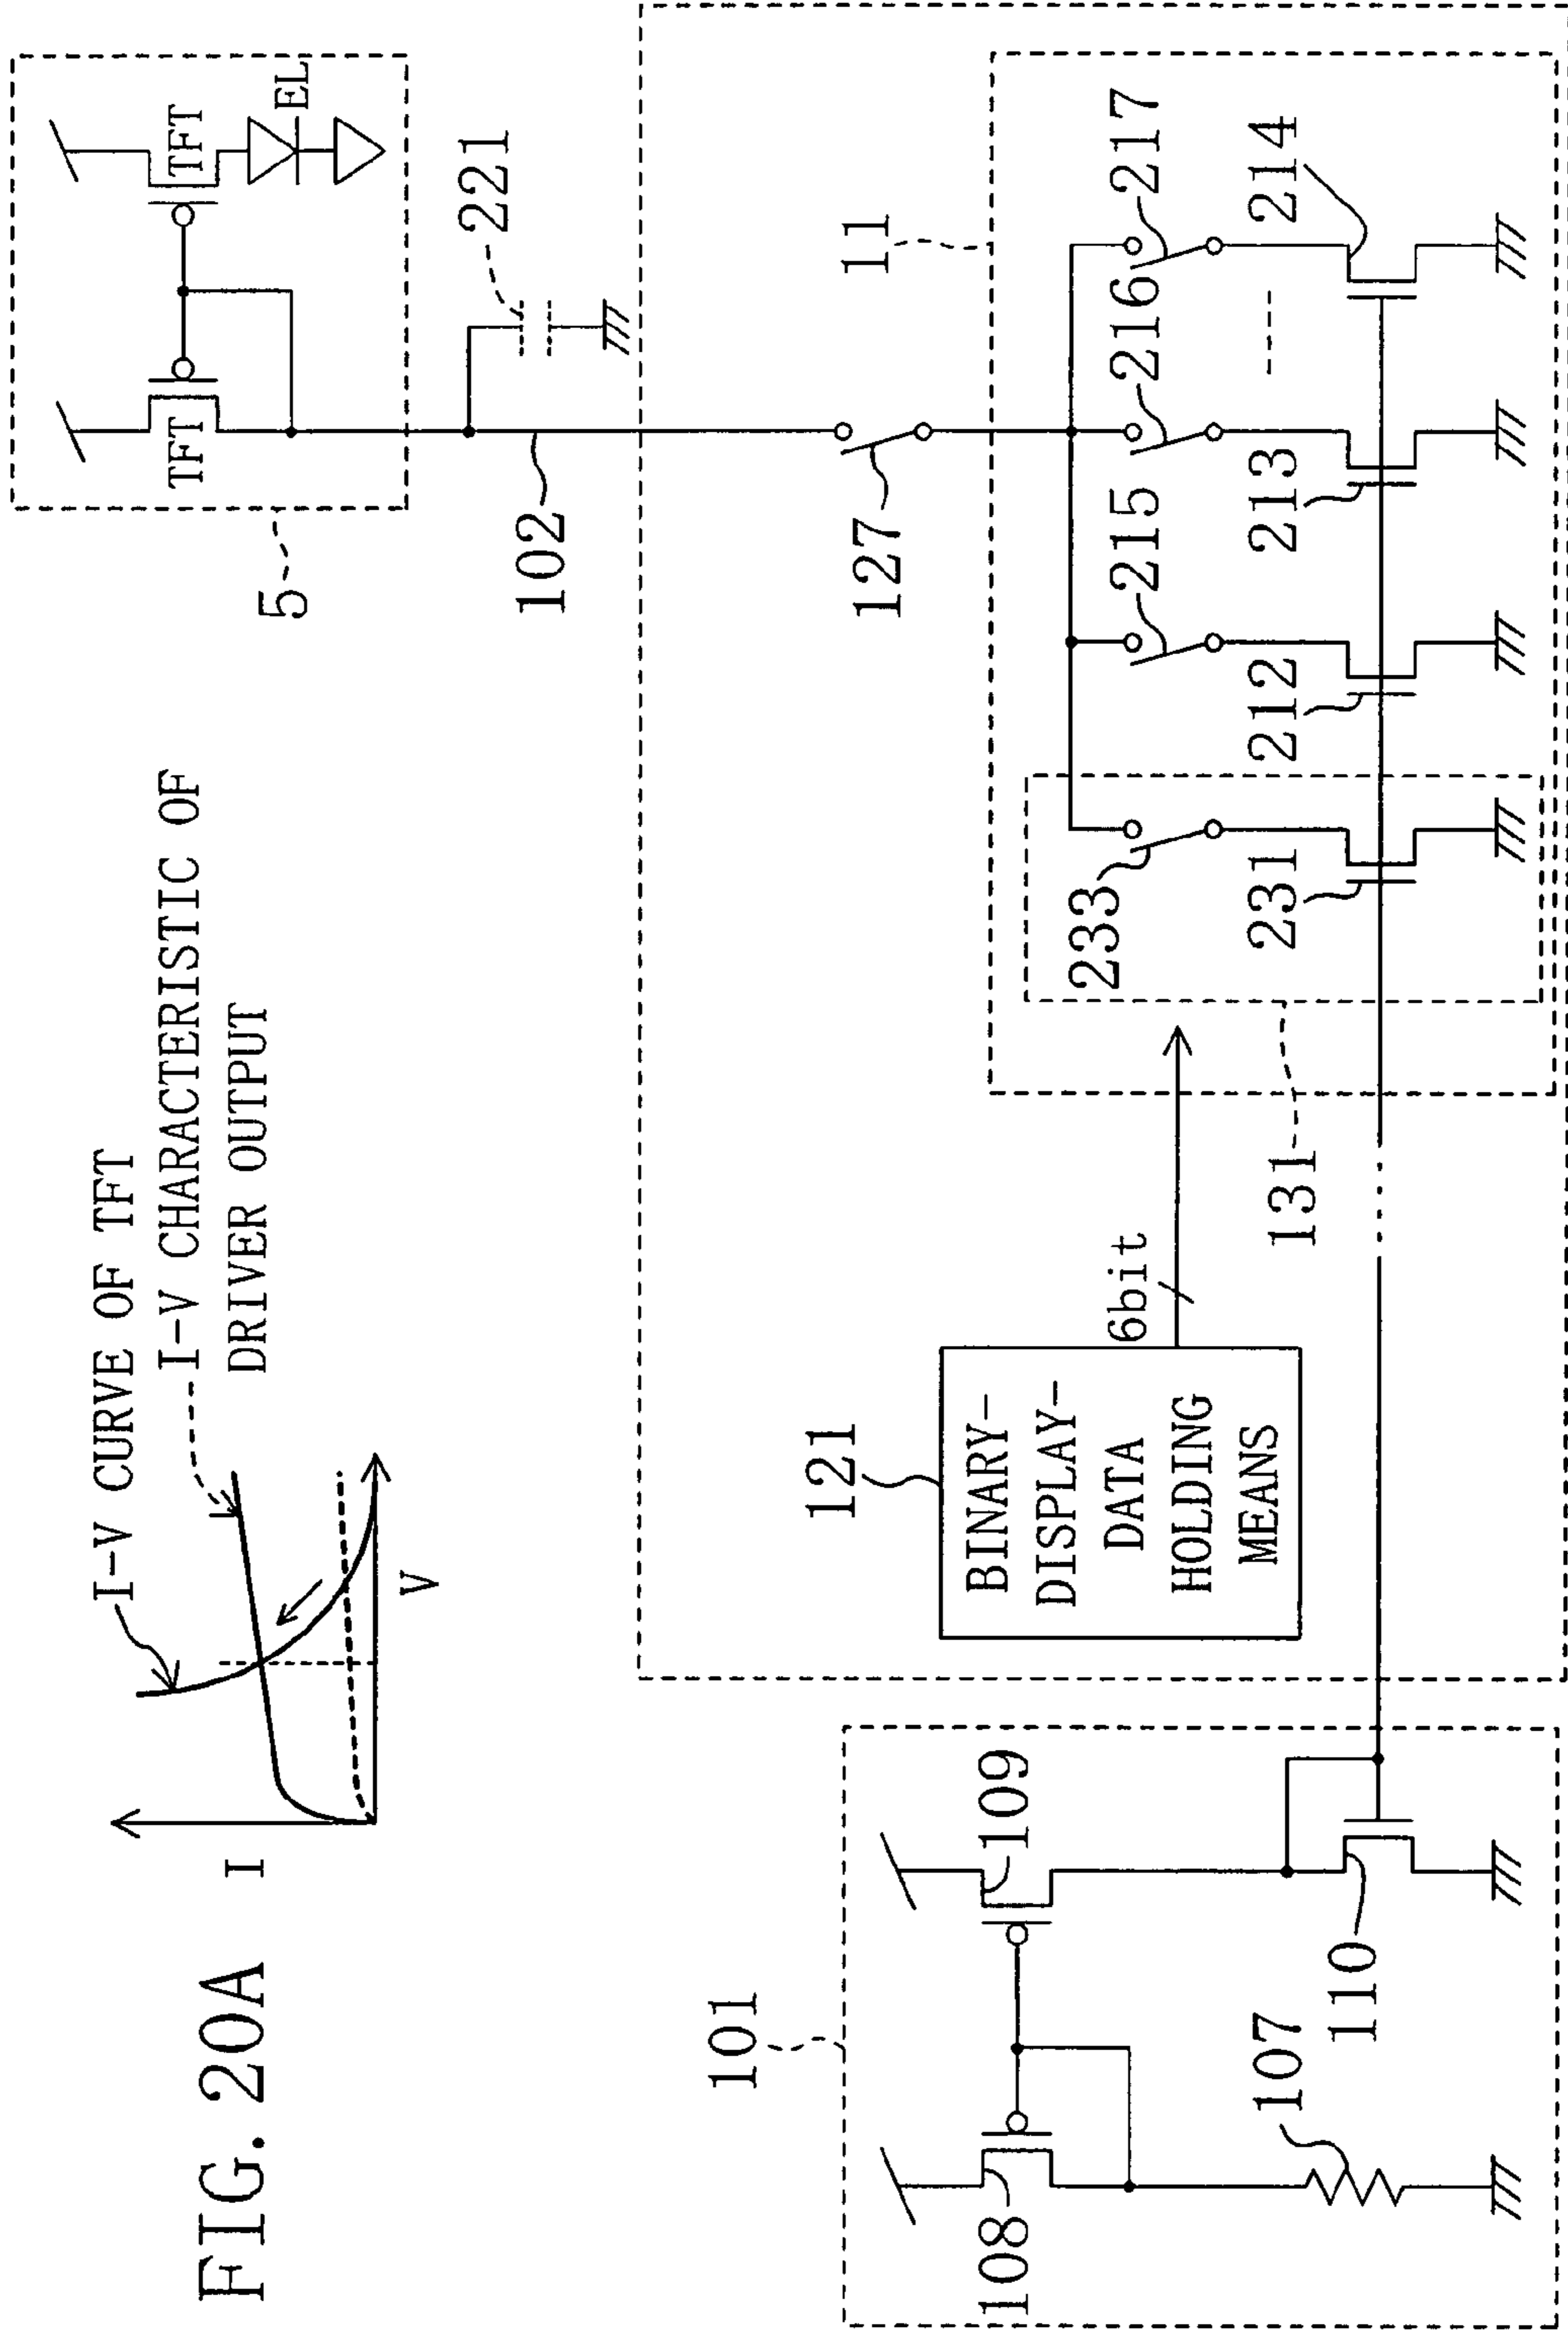 FIG. 20A
I
V
I-V CURVE OF TFT
I-V CHARACTERISTIC OF
DRIVER OUTPUT
5
TFT
TFT
EL
221
102
101
108
109
107
110
121
BINARY-
DISPLAY-
DATA
HOLDING
MEANS
6bit
127
11
131
233
215
216
217
231
212
213
214